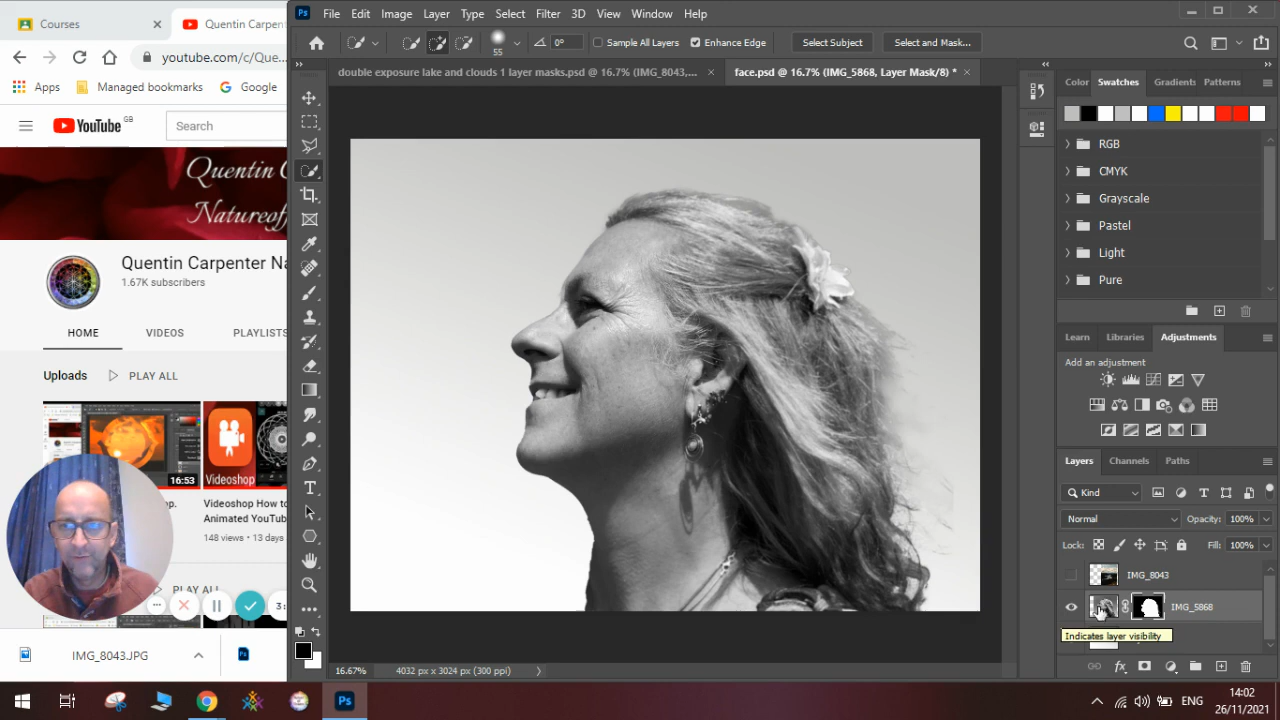 Courses
Quentin Carpen
Ps File Edit Image Layer Type Select Filter 3D View Window Help
youtube.com/c/Que...
55
0°
Sample All Layers
Enhance Edge
Select Subject
Select and Mask...
Apps Managed bookmarks Google
double exposure lake and clouds 1 layer masks.psd @ 16.7% (IMG_8043,...
face.psd @ 16.7% (IMG_5868, Layer Mask/8) *
Color Swatches Gradients Patterns
YouTube GB
Search
Quentin C
Natureof
RGB
CMYK
Grayscale
Pastel
Light
Pure
Quentin Carpenter Na
1.67K subscribers
HOME VIDEOS PLAYLISTS
Uploads PLAY ALL
Learn Libraries Adjustments
Add an adjustment
16:53
Videoshop
op.
Videoshop How to
Animated YouTub
148 views • 13 days
PLAY ALL
3:
Layers Channels Paths
Kind
Normal
Opacity: 100%
Lock:
Fill: 100%
IMG_8043
IMG_5868
Indicates layer visibility
IMG_8043.JPG
Ps
16.67% 4032 px x 3024 px (300 ppi)
Ps
ENG
14:02
26/11/2021